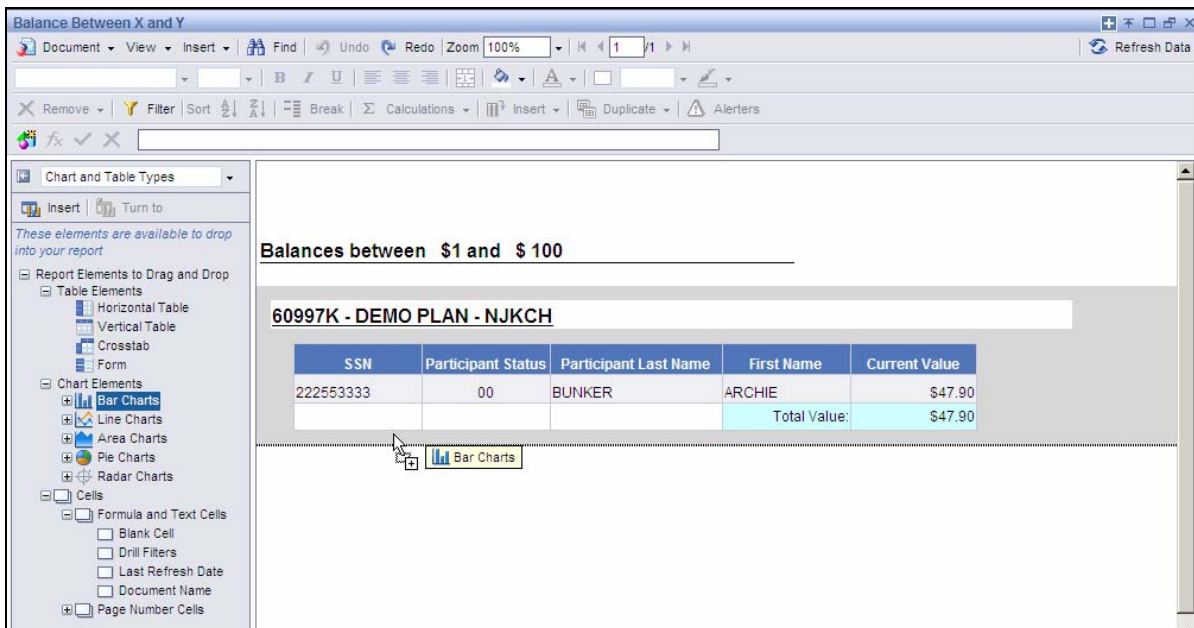 Balance Between X and Y
Document View Insert Find Undo Redo Zoom 100% 1 /1 Refresh Data
B I U A
Remove Filter Sort Break Σ Calculations Insert Duplicate Alerters
fx
Chart and Table Types
Insert Turn to
These elements are available to drop
into your report
Report Elements to Drag and Drop
Table Elements
Horizontal Table
Vertical Table
Crosstab
Form
Chart Elements
Bar Charts
Line Charts
Area Charts
Pie Charts
Radar Charts
Cells
Formula and Text Cells
Blank Cell
Drill Filters
Last Refresh Date
Document Name
Page Number Cells
Balances between $1 and $ 100
60997K - DEMO PLAN - NJKCH
SSN Participant Status Participant Last Name First Name Current Value
222553333 00 BUNKER ARCHIE $47.90
Total Value: $47.90
Bar Charts